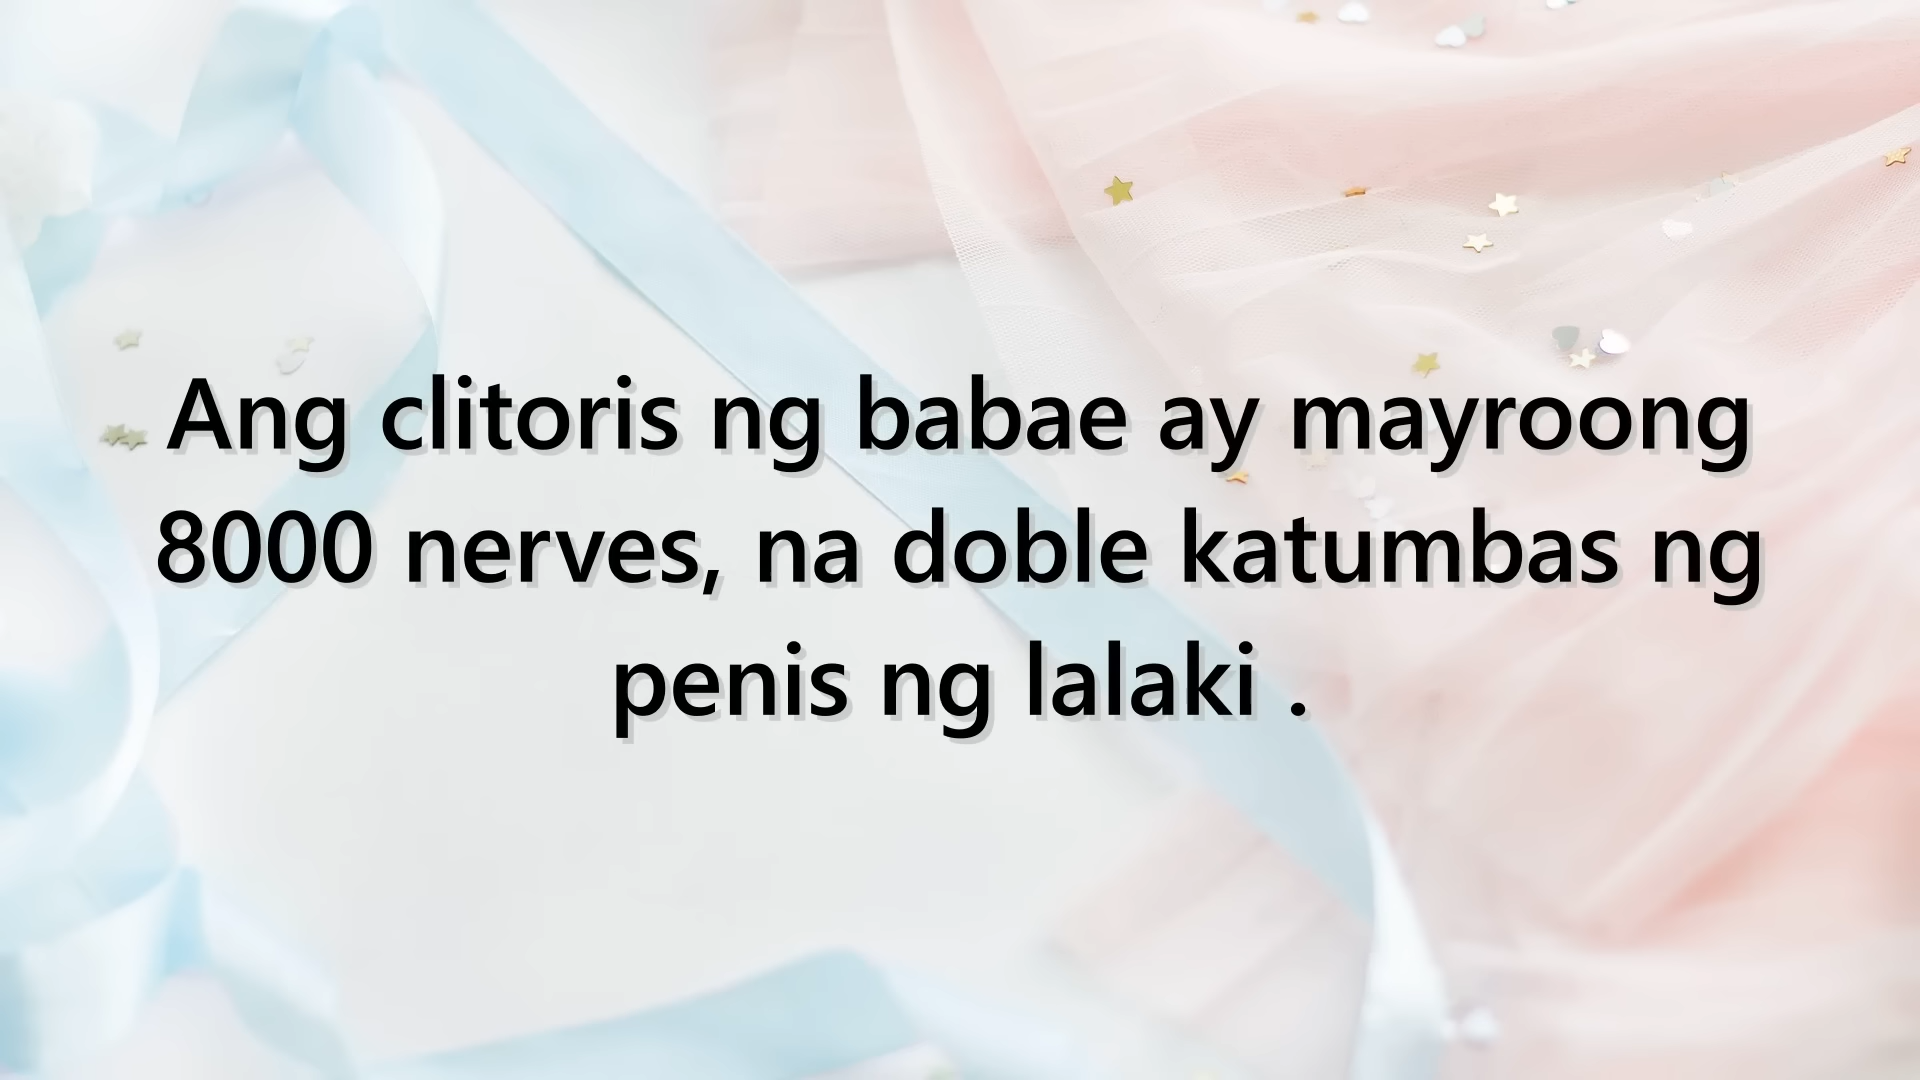 Ang clitoris ng babae ay mayroong
8000 nerves, na doble katumbas ng
penis ng lalaki .